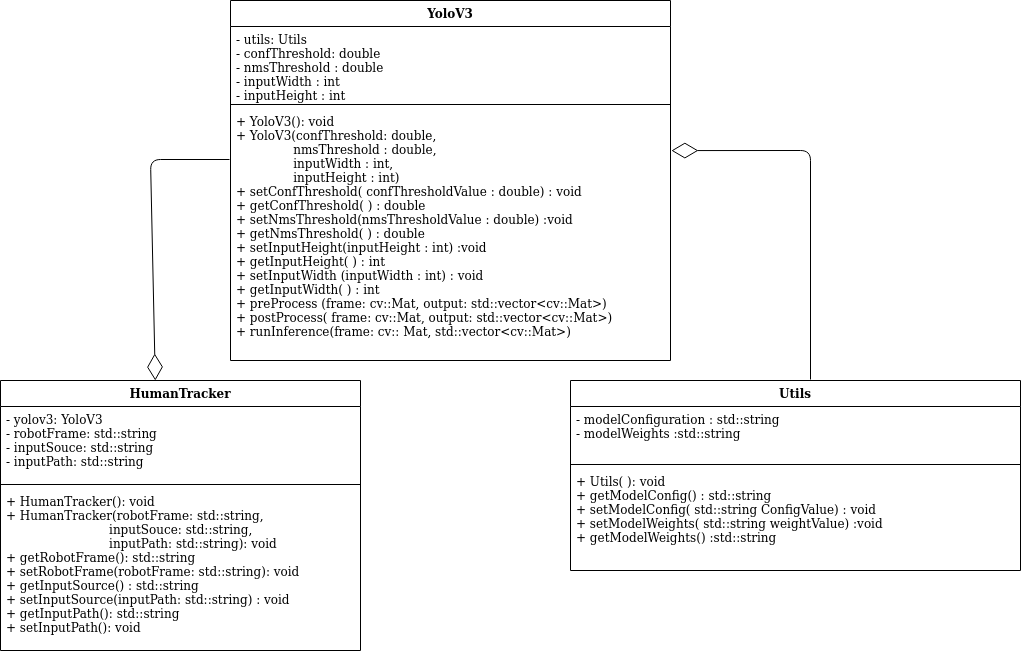 YoloV3
- utils: Utils
- confThreshold: double
- nmsThreshold : double
- inputWidth : int
- inputHeight : int
+ YoloV3(): void
+ YoloV3(confThreshold: double,
nmsThreshold : double,
inputWidth : int,
inputHeight : int)
+ setConfThreshold( confThresholdValue : double) : void
+ getConfThreshold( ) : double
+ setNmsThreshold(nmsThresholdValue : double) :void
+ getNmsThreshold( ) : double
+ setInputHeight(inputHeight : int) :void
+ getInputHeight( ) : int
+ setInputWidth (inputWidth : int) : void
+ getInputWidth( ) : int
+ preProcess (frame: cv::Mat, output: std::vector<cv::Mat>)
+ postProcess( frame: cv::Mat, output: std::vector<cv::Mat>)
+ runInference(frame: cv:: Mat, std::vector<cv::Mat>)
HumanTracker
- yolov3: YoloV3
- robotFrame: std::string
- inputSouce: std::string
- inputPath: std::string
+ HumanTracker(): void
+ HumanTracker(robotFrame: std::string,
inputSouce: std::string,
inputPath: std::string): void
+ getRobotFrame(): std::string
+ setRobotFrame(robotFrame: std::string): void
+ getInputSource() : std::string
+ setInputSource(inputPath: std::string) : void
+ getInputPath(): std::string
+ setInputPath(): void
Utils
- modelConfiguration : std::string
- modelWeights :std::string
+ Utils( ): void
+ getModelConfig() : std::string
+ setModelConfig( std::string ConfigValue) : void
+ setModelWeights( std::string weightValue) :void
+ getModelWeights() :std::string